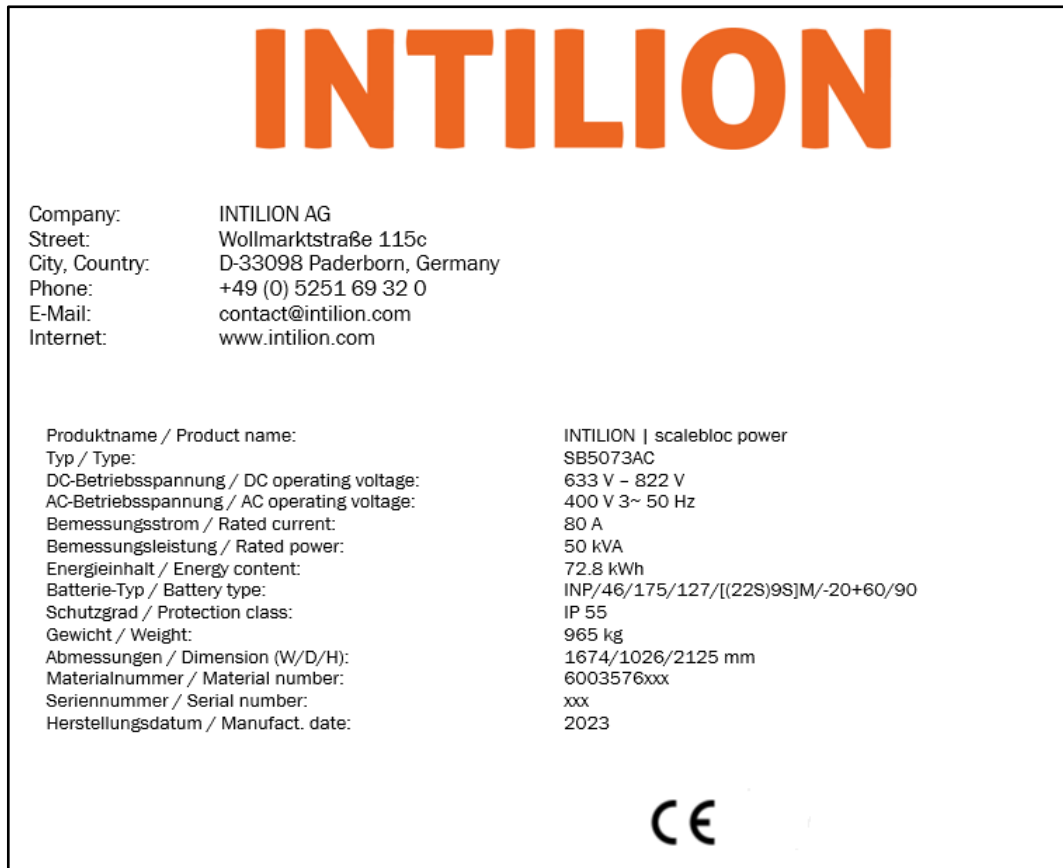 INTILION
Company: INTILION AG
Street: Wollmarktstraße 115c
City, Country: D-33098 Paderborn, Germany
Phone: +49 (0) 5251 69 32 0
E-Mail: contact@intilion.com
Internet: www.intilion.com
Produktname / Product name: INTILION | scalebloc power
Typ / Type: SB5073AC
DC-Betriebsspannung / DC operating voltage: 633 V – 822 V
AC-Betriebsspannung / AC operating voltage: 400 V 3~ 50 Hz
Bemessungsstrom / Rated current: 80 A
Bemessungsleistung / Rated power: 50 kVA
Energieinhalt / Energy content: 72.8 kWh
Batterie-Typ / Battery type: INP/46/175/127/[(22S)9S]M/-20+60/90
Schutzgrad / Protection class: IP 55
Gewicht / Weight: 965 kg
Abmessungen / Dimension (W/D/H): 1674/1026/2125 mm
Materialnummer / Material number: 6003576xxx
Seriennummer / Serial number: xxx
Herstellungsdatum / Manufact. date: 2023
CE